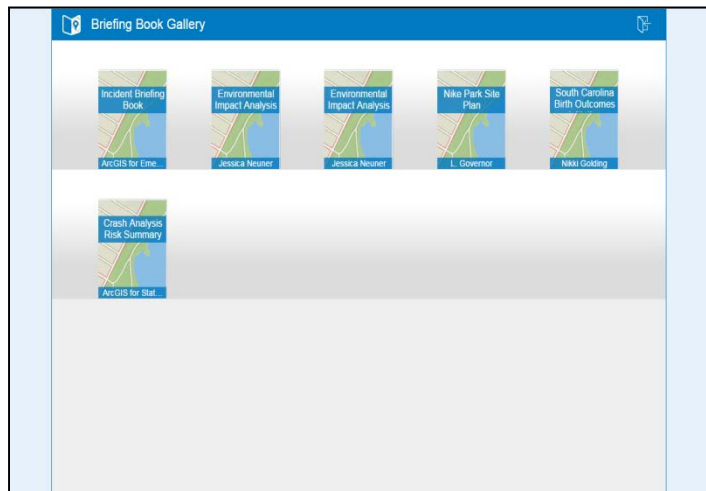 Briefing Book Gallery
Incident Briefing
Book
ArcGIS for Eme...
Environmental
Impact Analysis
Jessica Neuner
Environmental
Impact Analysis
Jessica Neuner
Nike Park Site
Plan
L. Governor
South Carolina
Birth Outcomes
Nikki Golding
Crash Analysis
Risk Summary
ArcGIS for Stat...